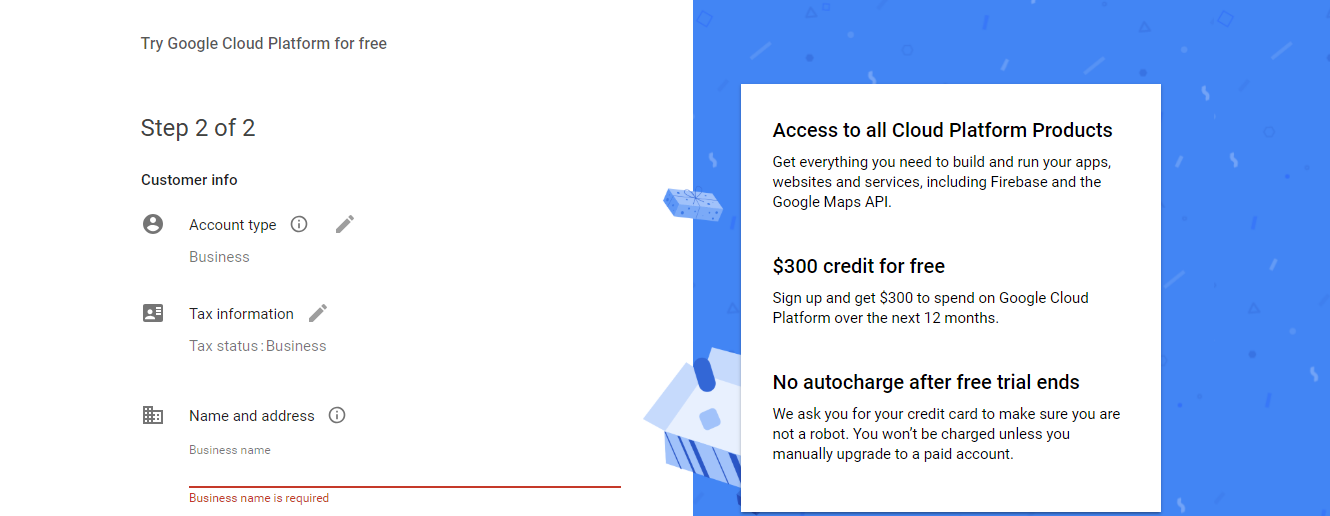 Try Google Cloud Platform for free
Step 2 of 2
Customer info
Account type
Business
Tax information
Tax status : Business
Name and address
Business name
Business name is required
Access to all Cloud Platform Products
Get everything you need to build and run your apps,
websites and services, including Firebase and the
Google Maps API.
$300 credit for free
Sign up and get $300 to spend on Google Cloud
Platform over the next 12 months.
No autocharge after free trial ends
We ask you for your credit card to make sure you are
not a robot. You won’t be charged unless you
manually upgrade to a paid account.